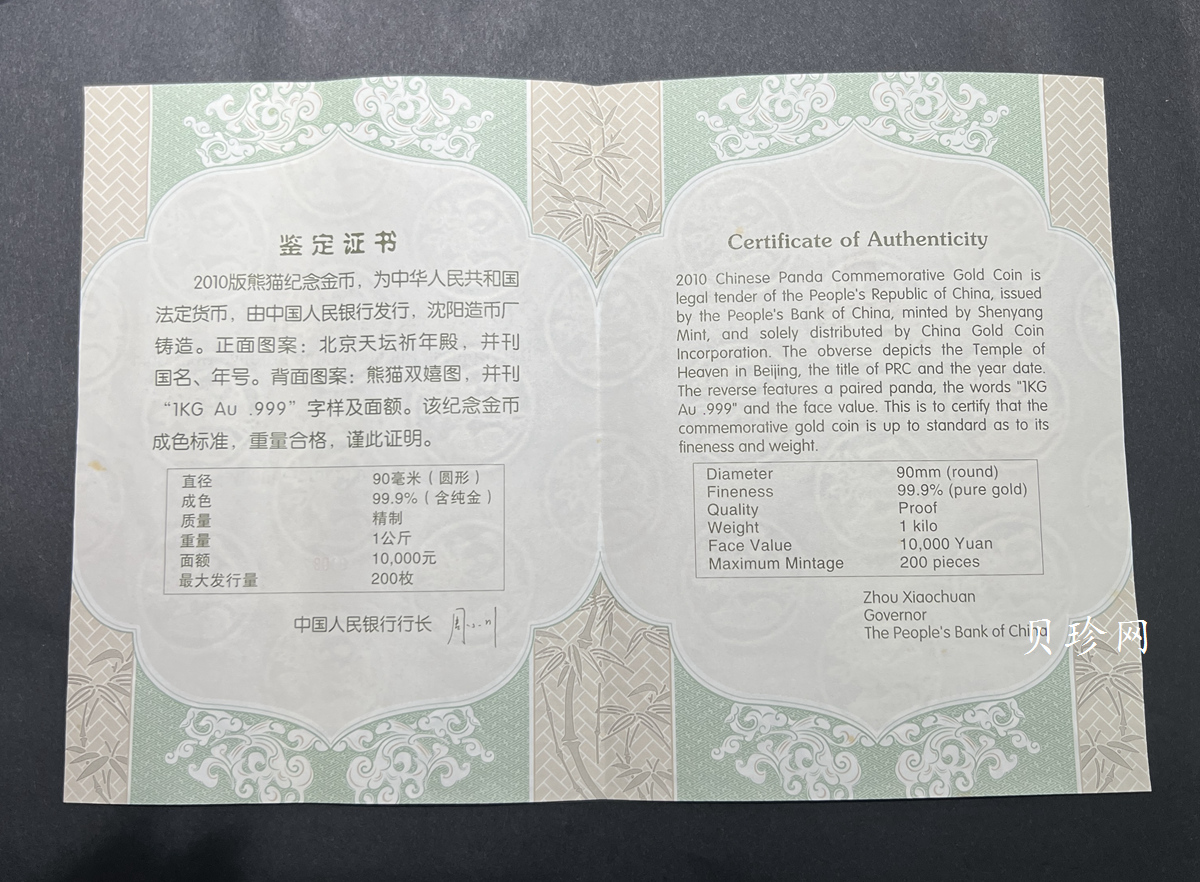 鉴定证书
2010版熊猫纪念金币，为中华人民共和国
法定货币，由中国人民银行发行，沈阳造币厂
铸造。正面图案：北京天坛祈年殿，并刊
国名、年号。背面图案：熊猫双嬉图，并刊
“1KG Au .999”字样及面额。该纪念金币
成色标准，重量合格，谨此证明。
直径 90毫米（圆形）
成色 99.9%（含纯金）
质量 精制
重量 1公斤
面额 10,000元
最大发行量 200枚
中国人民银行行长 周小川
Certificate of Authenticity
2010 Chinese Panda Commemorative Gold Coin is
legal tender of the People's Republic of China, issued
by the People's Bank of China, minted by Shenyang
Mint, and solely distributed by China Gold Coin
Incorporation. The obverse depicts the Temple of
Heaven in Beijing, the title of PRC and the year date.
The reverse features a paired panda, the words "1KG
Au .999" and the face value. This is to certify that the
commemorative gold coin is up to standard as to its
fineness and weight.
Diameter 90mm (round)
Fineness 99.9% (pure gold)
Quality Proof
Weight 1 kilo
Face Value 10,000 Yuan
Maximum Mintage 200 pieces
Zhou Xiaochuan
Governor
The People's Bank of China
贝珍网